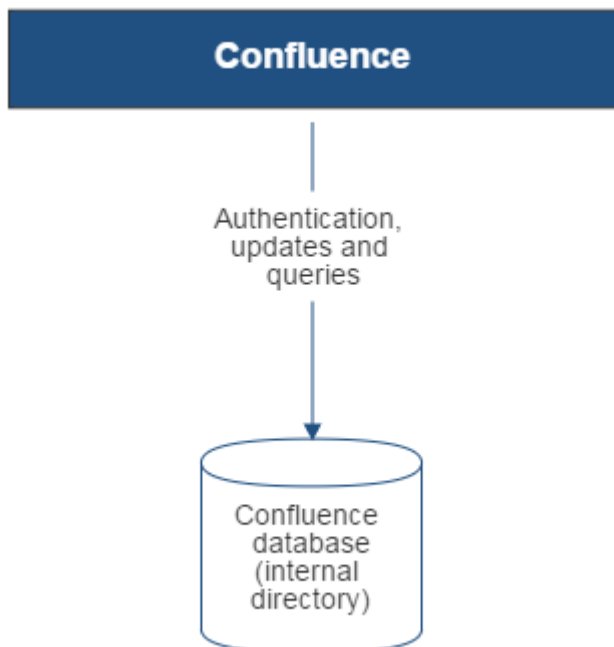 Confluence
Authentication,
updates and
queries
Confluence
database
(internal
directory)